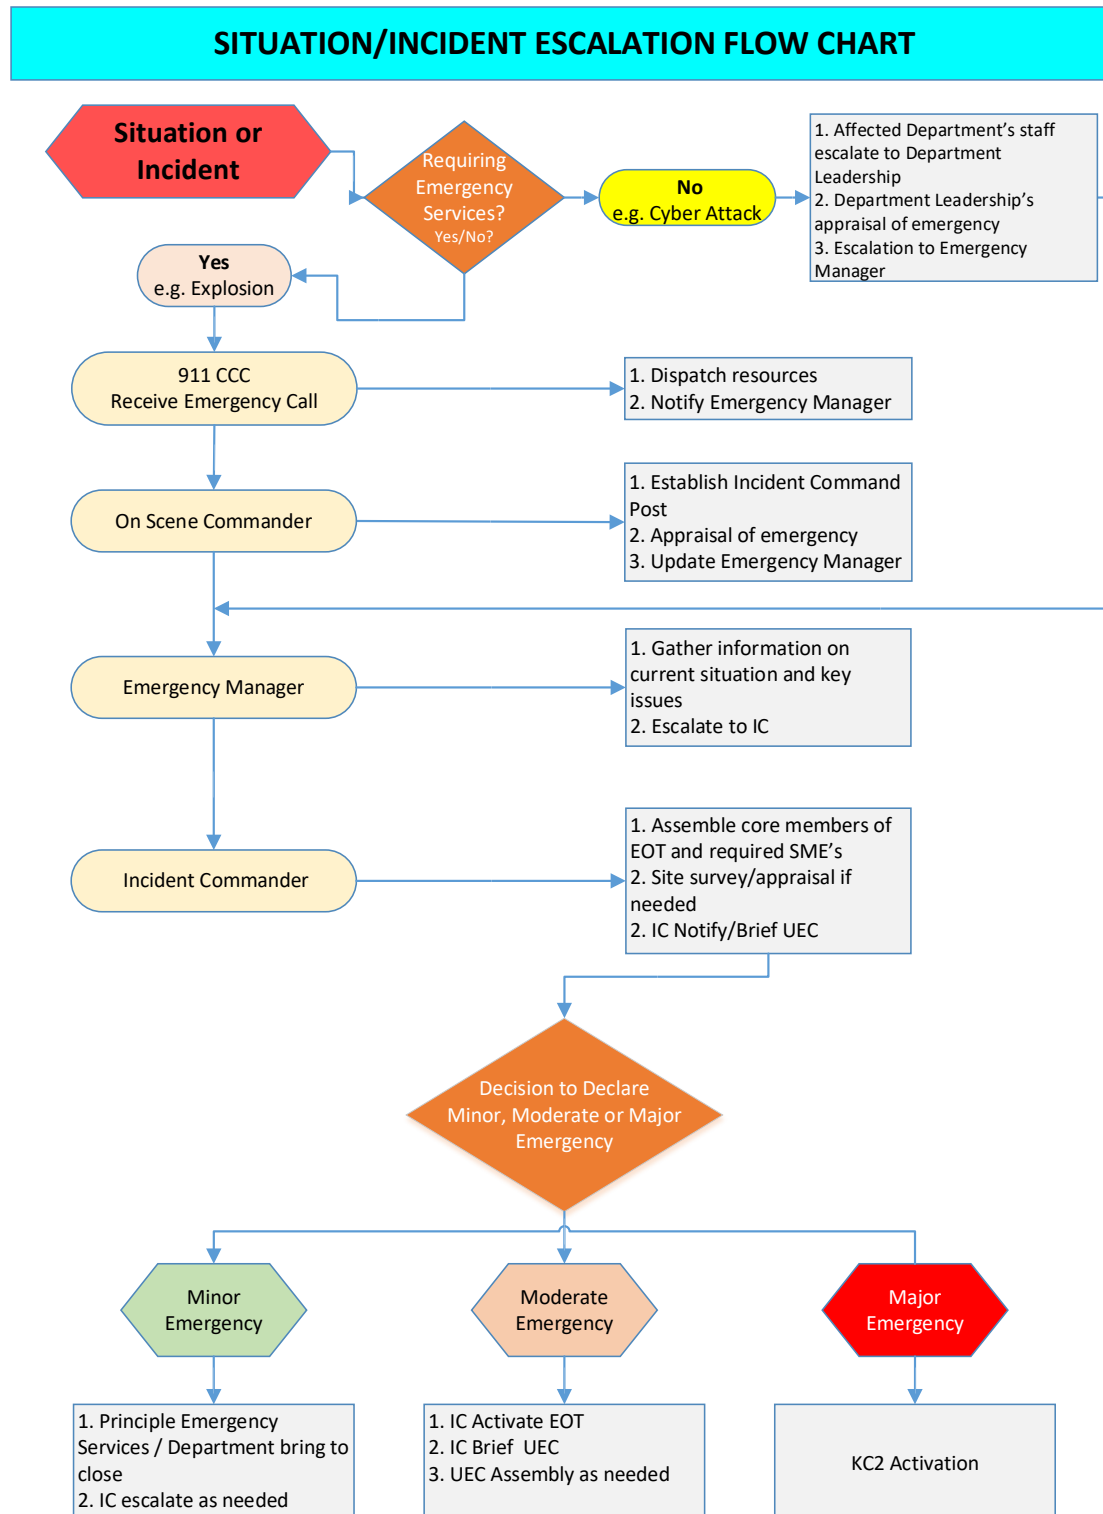 SITUATION/INCIDENT ESCALATION FLOW CHART
Situation or
Incident
Requiring
Emergency
Services?
Yes/No?
No
e.g. Cyber Attack
1. Affected Department’s staff
escalate to Department
Leadership
2. Department Leadership’s
appraisal of emergency
3. Escalation to Emergency
Manager
Yes
e.g. Explosion
911 CCC
Receive Emergency Call
1. Dispatch resources
2. Notify Emergency Manager
On Scene Commander
1. Establish Incident Command
Post
2. Appraisal of emergency
3. Update Emergency Manager
Emergency Manager
1. Gather information on
current situation and key
issues
2. Escalate to IC
Incident Commander
1. Assemble core members of
EOT and required SME’s
2. Site survey/appraisal if
needed
2. IC Notify/Brief UEC
Decision to Declare
Minor, Moderate or Major
Emergency
Minor
Emergency
Moderate
Emergency
Major
Emergency
1. Principle Emergency
Services / Department bring to
close
2. IC escalate as needed
1. IC Activate EOT
2. IC Brief  UEC
3. UEC Assembly as needed
KC2 Activation